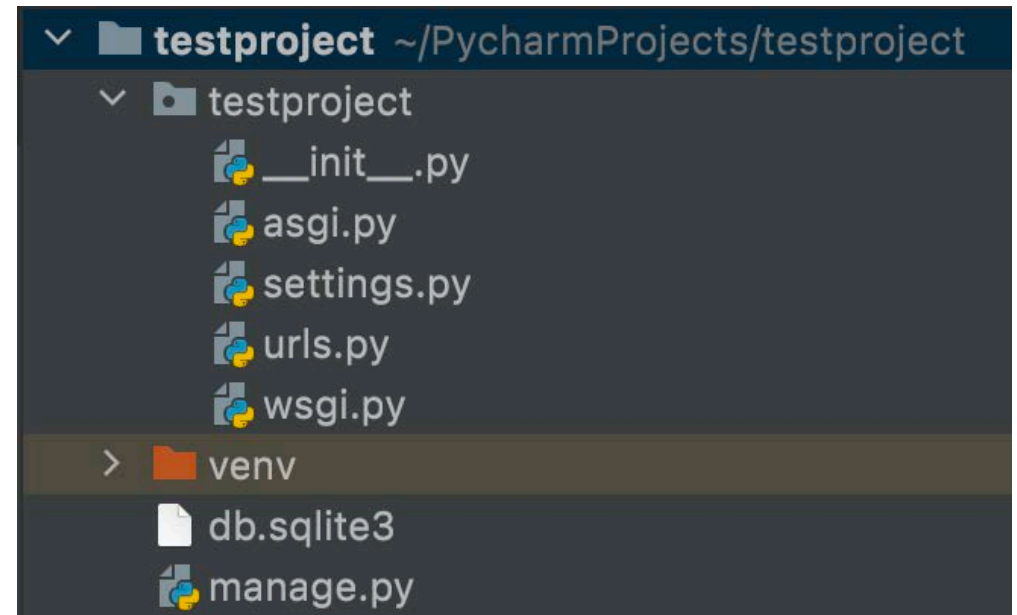 testproject ~/PycharmProjects/testproject
testproject
__init__.py
asgi.py
settings.py
urls.py
wsgi.py
venv
db.sqlite3
manage.py